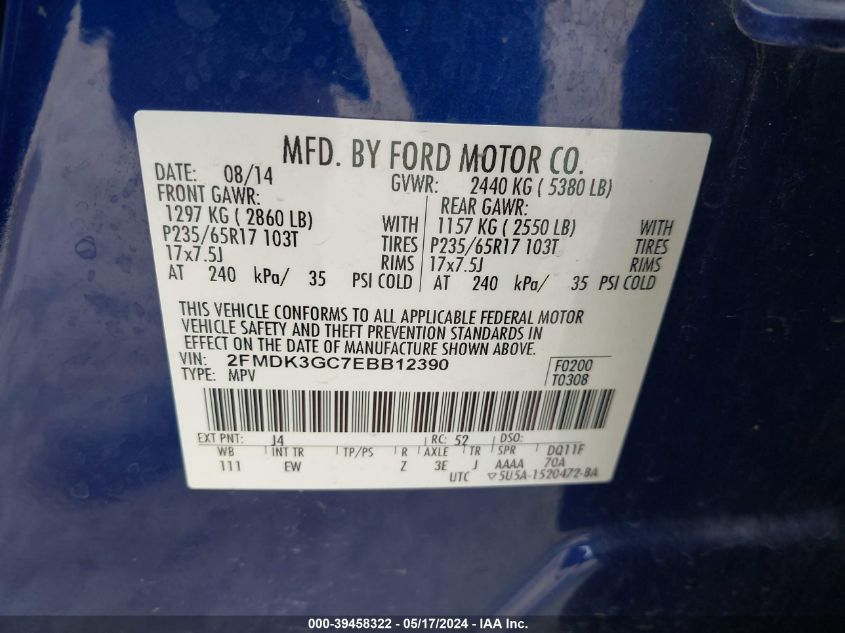 MFD. BY FORD MOTOR CO.
DATE: 08/14 GVWR: 2440 KG ( 5380 LB)
FRONT GAWR: REAR GAWR:
1297 KG ( 2860 LB) WITH 1157 KG ( 2550 LB) WITH
P235/65R17 103T TIRES P235/65R17 103T TIRES
17x7.5J RIMS 17x7.5J RIMS
AT 240 kPa/ 35 PSI COLD AT 240 kPa/ 35 PSI COLD
THIS VEHICLE CONFORMS TO ALL APPLICABLE FEDERAL MOTOR
VEHICLE SAFETY AND THEFT PREVENTION STANDARDS IN
EFFECT ON THE DATE OF MANUFACTURE SHOWN ABOVE.
VIN: 2FMDK3GC7EBB12390 F0200
TYPE: MPV T0308
EXT PNT: J4 RC: 52 DSO:
WB INT TR TP/PS R AXLE TR SPR DQ11F
111 EW Z 3E J AAAA 70A
UTC ▽5U5A-1520472-BA
000-39458322 - 05/17/2024 - IAA Inc.